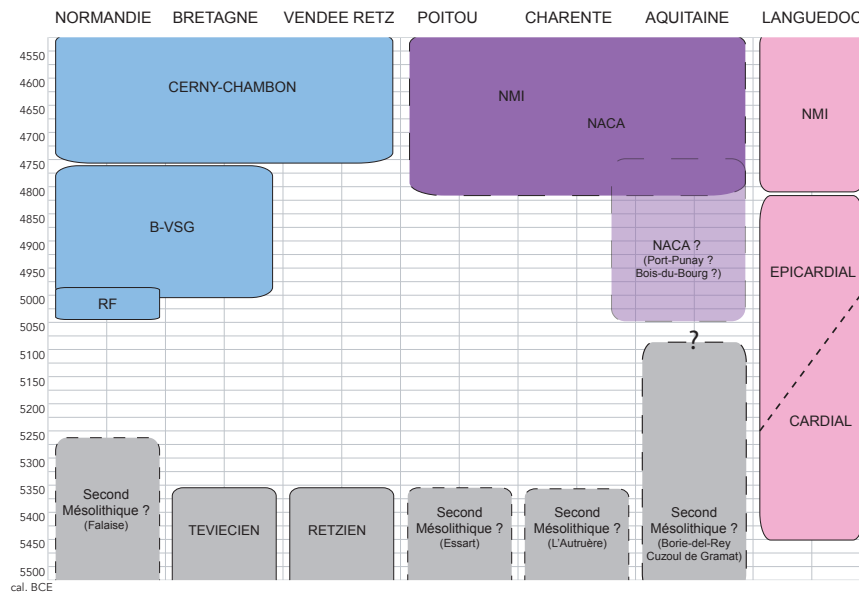 NORMANDIE BRETAGNE VENDEE RETZ POITOU CHARENTE AQUITAINE LANGUEDOC
4550
4600
4650
4700
4750
4800
4850
4900
4950
5000
5050
5100
5150
5200
5250
5300
5350
5400
5450
5500
cal. BCE
CERNY-CHAMBON
B-VSG
RF
Second
Mésolithique ?
(Falaise)
TEVIECIEN
RETZIEN
NMI
NACA
Second
Mésolithique ?
(Essart)
Second
Mésolithique ?
(L'Autruère)
NACA ?
(Port-Punay ?
Bois-du-Bourg ?)
?
Second
Mésolithique ?
(Borie-del-Rey
Cuzoul de Gramat)
NMI
EPICARDIAL
CARDIAL